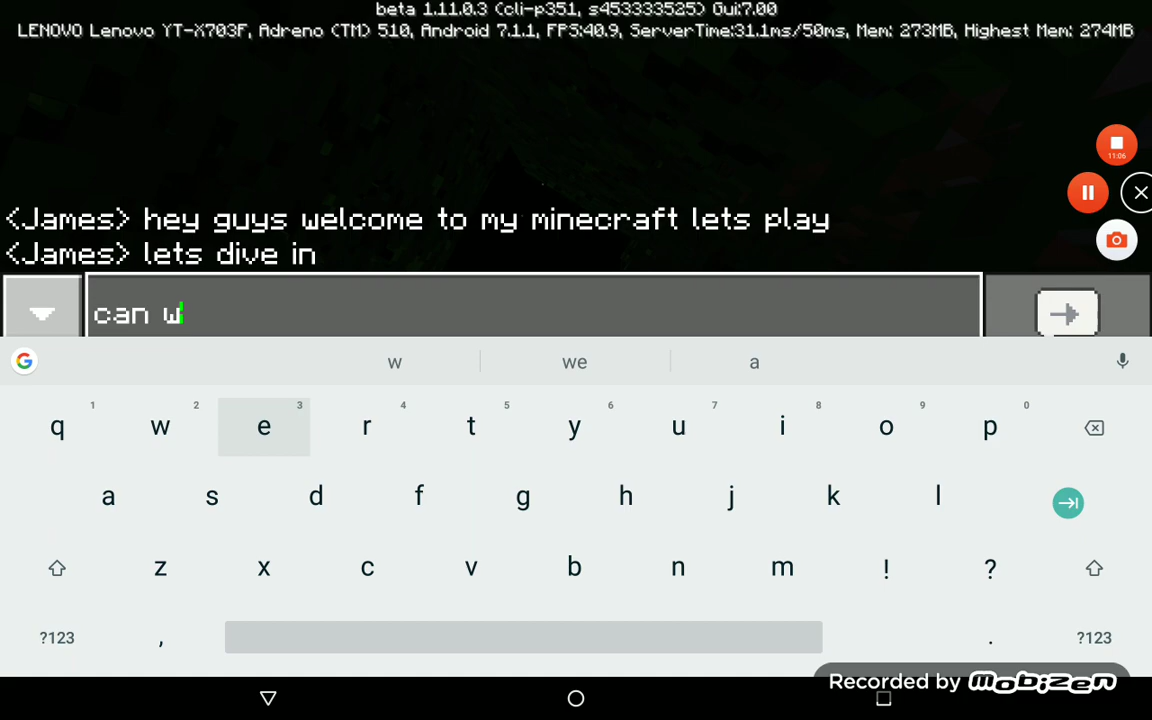 beta 1.11.0.3 (cli-p351, s453333525) Gui:7.00
LENOVO Lenovo YT-X703F, Adreno (TM) 510, Android 7.1.1, FPS:40.9, ServerTime:31.1ms/50ms, Mem: 273MB, Highest Mem: 274MB
11:06
<James> hey guys welcome to my minecraft lets play
<James> lets dive in
can w
G w we a
1 2 3 4 5 6 7 8 9 0
q w e r t y u i o p
a s d f g h j k l
z x c v b n m ! ?
?123 , . ?123
Recorded by mobizen